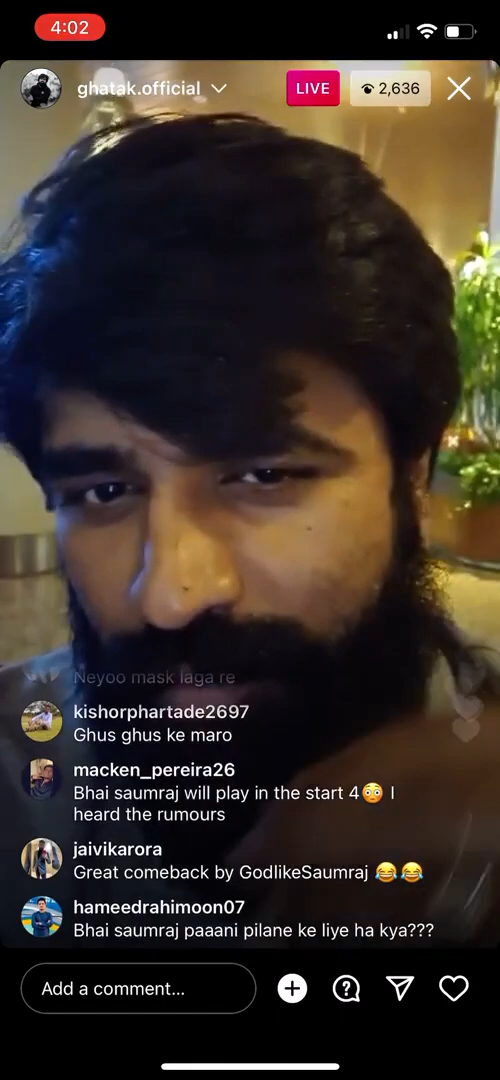 4:02
ghatak.official
LIVE
2,636
Neyoo mask laga re
kishorphartade2697
Ghus ghus ke maro
macken_pereira26
Bhai saumraj will play in the start 4😳 I
heard the rumours
jaivikarora
Great comeback by GodlikeSaumraj 😂😂
hameedrahimoon07
Bhai saumraj paaani pilane ke liye ha kya???
Add a comment...